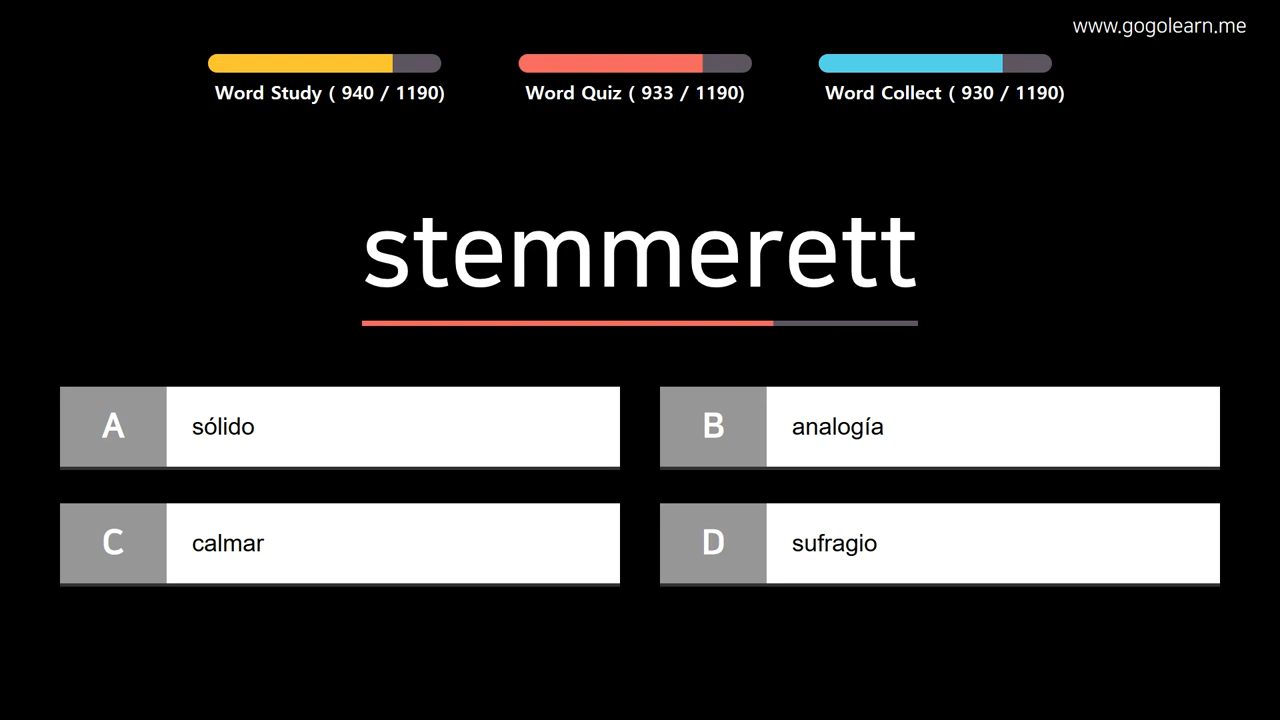 www.gogolearn.me
Word Study ( 940 / 1190)
Word Quiz ( 933 / 1190)
Word Collect ( 930 / 1190)
stemmerett
A sólido
B analogía
C calmar
D sufragio